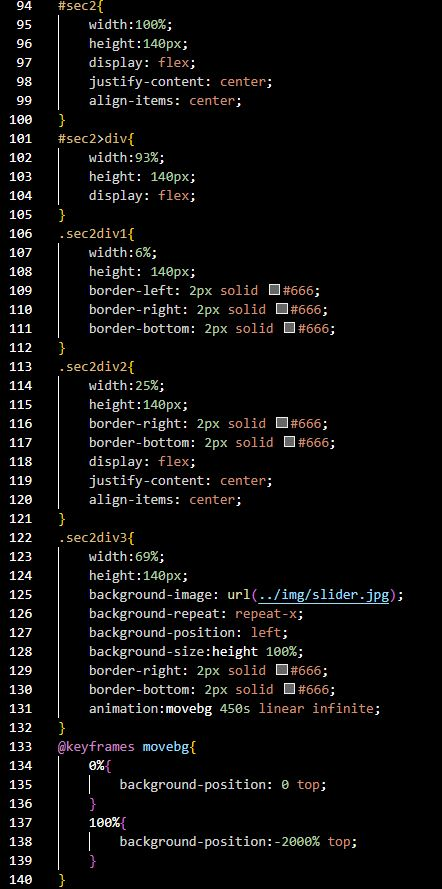 94 #sec2{
95 width:100%;
96 height:140px;
97 display: flex;
98 justify-content: center;
99 align-items: center;
100 }
101 #sec2>div{
102 width:93%;
103 height: 140px;
104 display: flex;
105 }
106 .sec2div1{
107 width:6%;
108 height: 140px;
109 border-left: 2px solid #666;
110 border-right: 2px solid #666;
111 border-bottom: 2px solid #666;
112 }
113 .sec2div2{
114 width:25%;
115 height:140px;
116 border-right: 2px solid #666;
117 border-bottom: 2px solid #666;
118 display: flex;
119 justify-content: center;
120 align-items: center;
121 }
122 .sec2div3{
123 width:69%;
124 height:140px;
125 background-image: url(../img/slider.jpg);
126 background-repeat: repeat-x;
127 background-position: left;
128 background-size:height 100%;
129 border-right: 2px solid #666;
130 border-bottom: 2px solid #666;
131 animation:movebg 450s linear infinite;
132 }
133 @keyframes movebg{
134 0%{
135 background-position: 0 top;
136 }
137 100%{
138 background-position:-2000% top;
139 }
140 }